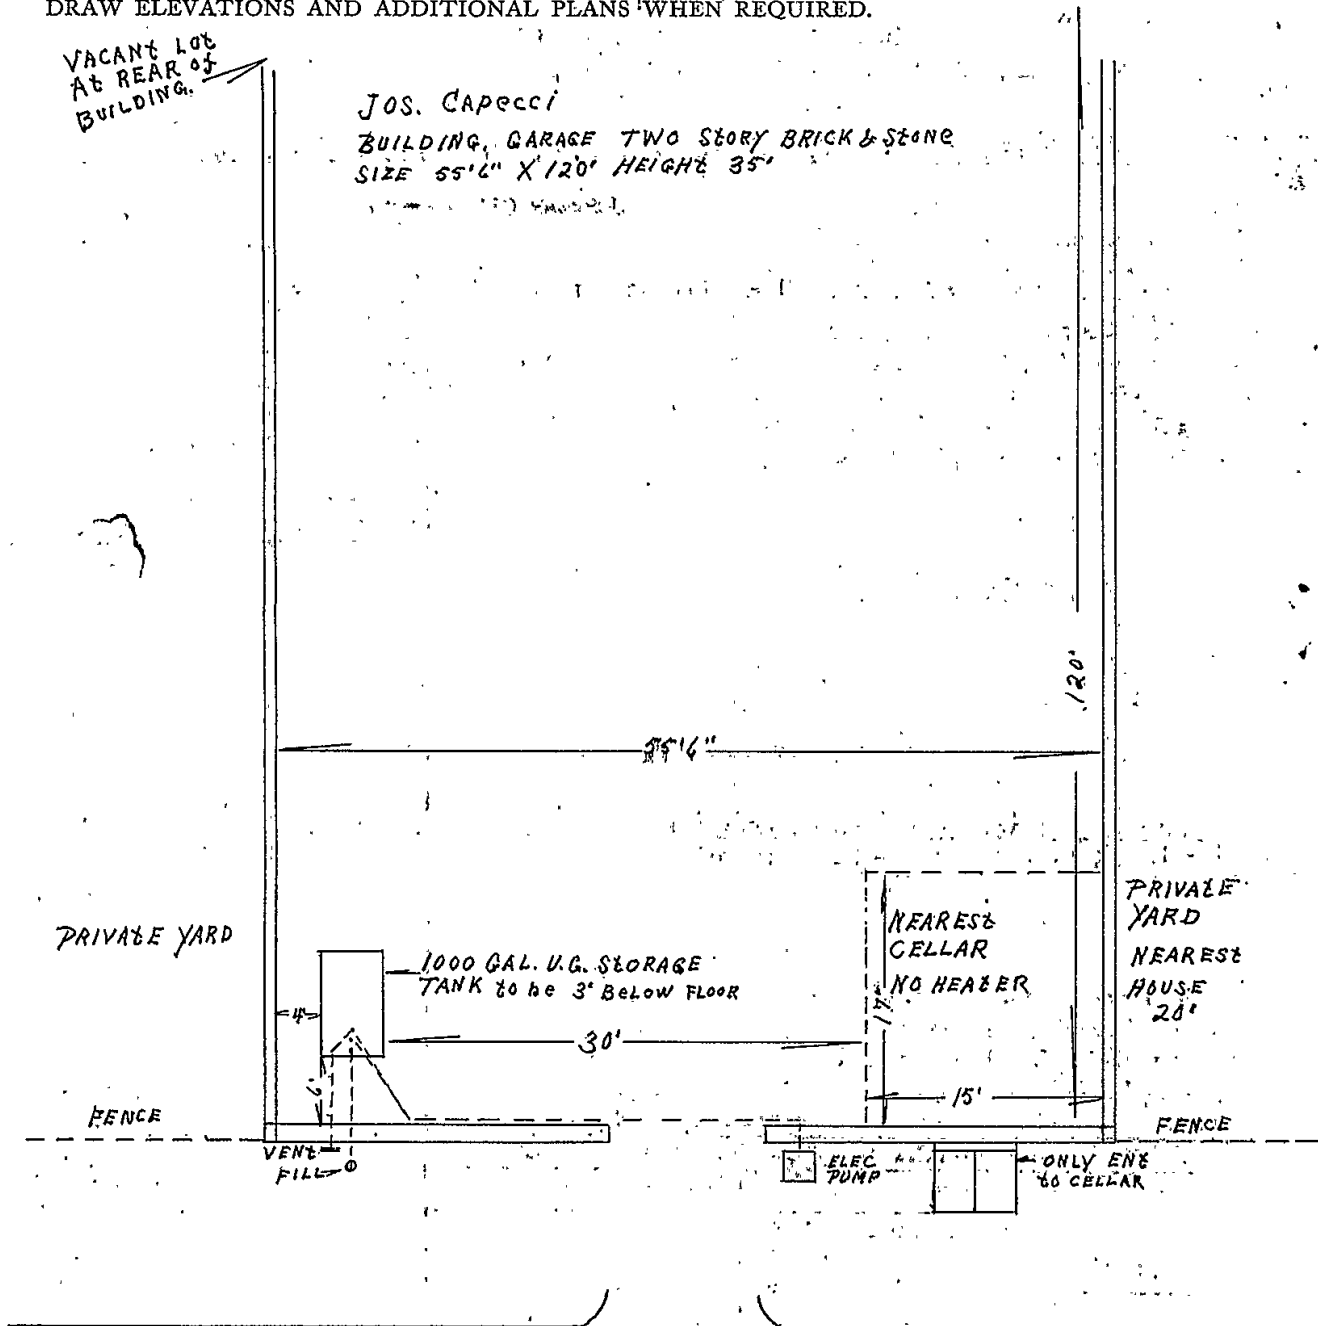 DRAW ELEVATIONS AND ADDITIONAL PLANS WHEN REQUIRED.
VACANT LOT
AT REAR OF
BUILDING.
JOS. CAPECCI
BUILDING, GARAGE TWO STORY BRICK & STONE
SIZE 55'6" X 120' HEIGHT 35'
120'
55'6"
PRIVATE YARD
1000 GAL. U.G. STORAGE
TANK to be 3' BELOW FLOOR
NEAREST
CELLAR
NO HEATER
PRIVATE
YARD
NEAREST
HOUSE
20'
4'
30'
17'
6'
15'
FENCE
FENCE
VENT
FILL
ELEC
PUMP
ONLY ENT
to CELLAR